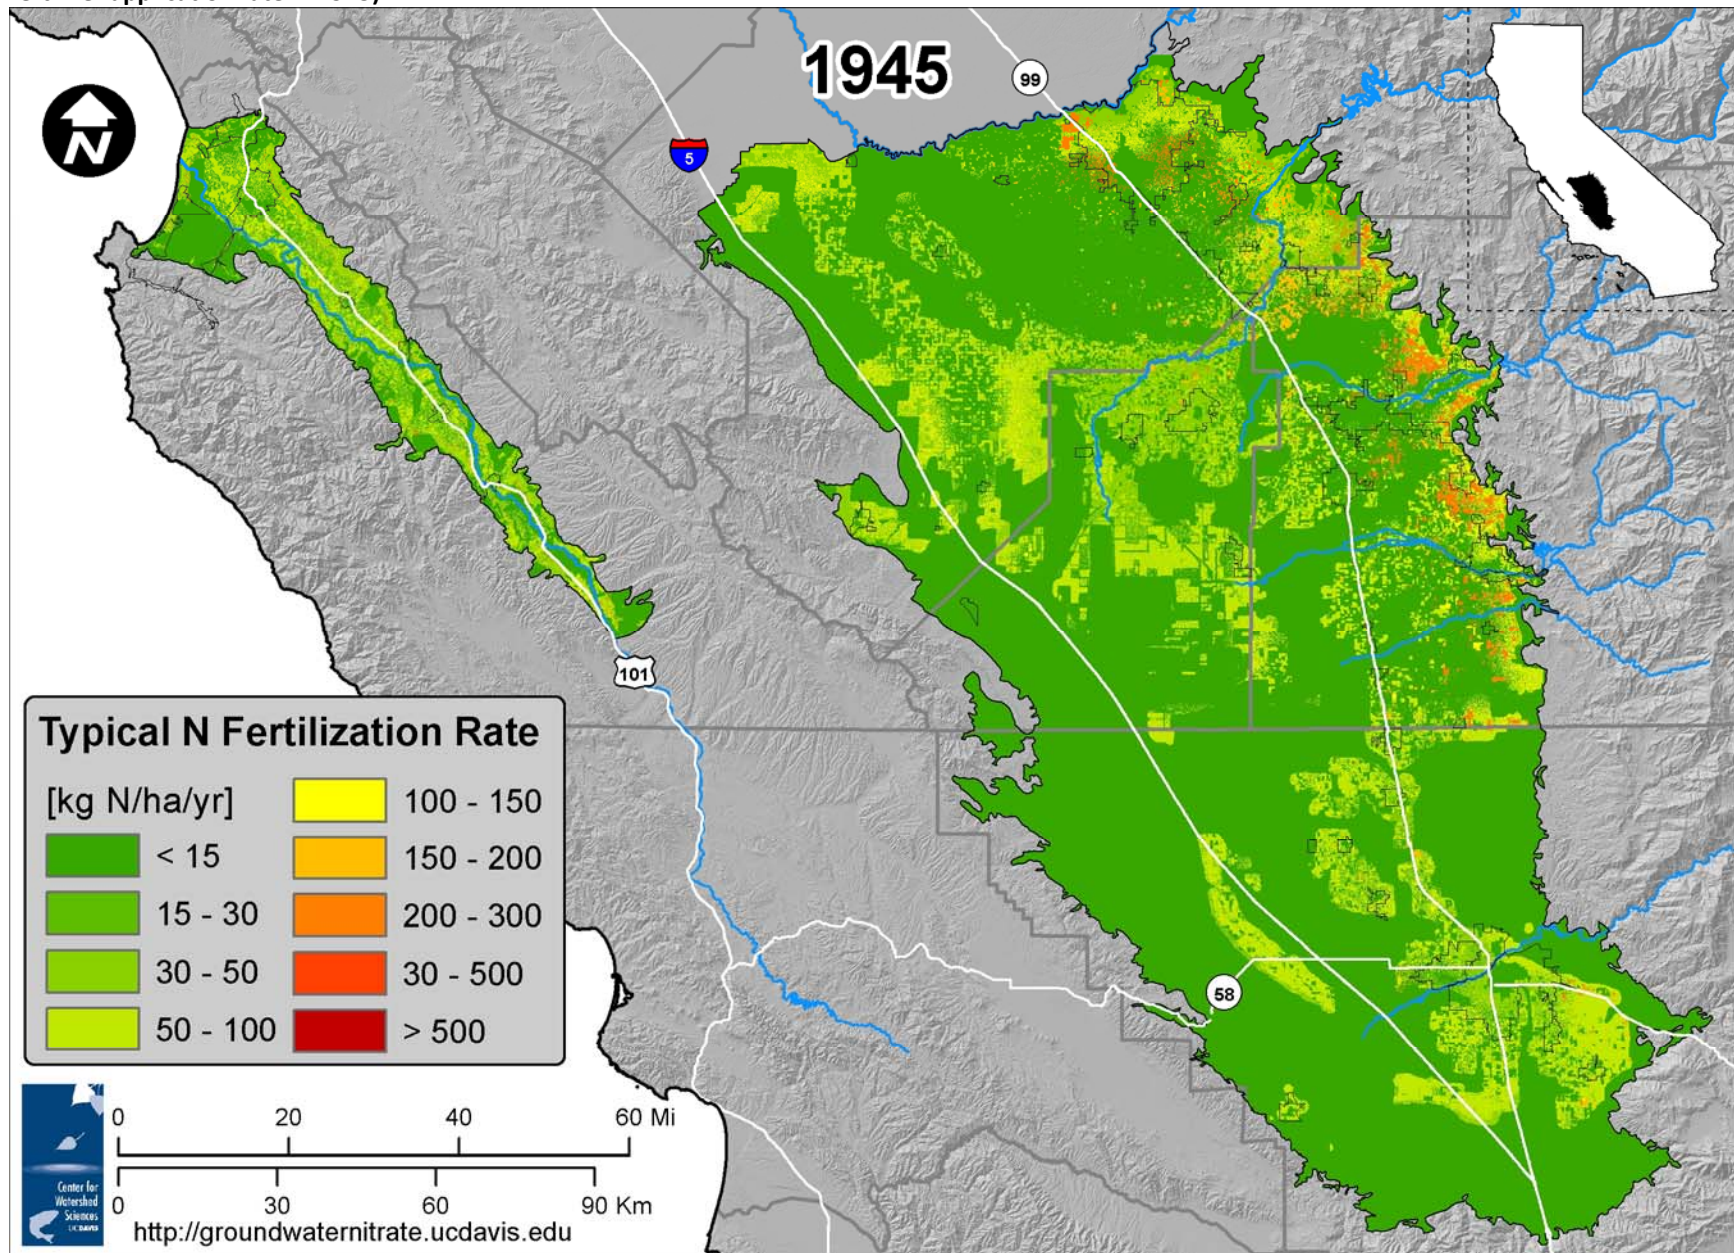 1945
99
5
101
58
N
Typical N Fertilization Rate
[kg N/ha/yr]
< 15
15 - 30
30 - 50
50 - 100
100 - 150
150 - 200
200 - 300
30 - 500
> 500
0 20 40 60 Mi
0 30 60 90 Km
Center for
Watershed
Sciences
UC DAVIS
http://groundwaternitrate.ucdavis.edu